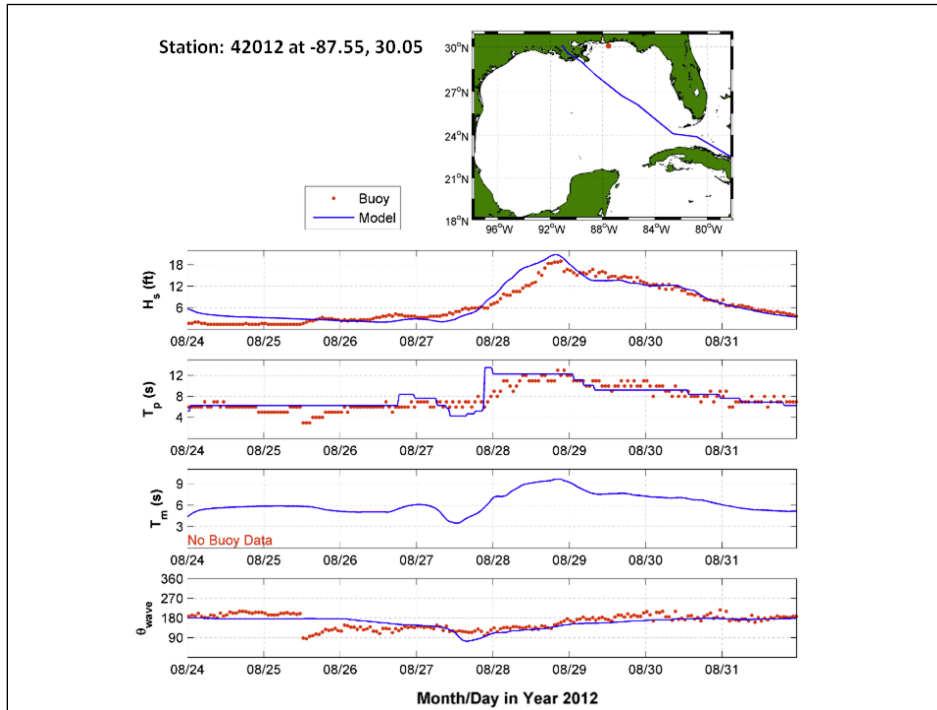 Station: 42012 at -87.55, 30.05
30°N
27°N
24°N
21°N
18°N
96°W 92°W 88°W 84°W 80°W
Buoy
Model
H_s (ft)
18
12
6
08/24 08/25 08/26 08/27 08/28 08/29 08/30 08/31
T_p (s)
12
8
4
08/24 08/25 08/26 08/27 08/28 08/29 08/30 08/31
T_m (s)
9
6
3
No Buoy Data
08/24 08/25 08/26 08/27 08/28 08/29 08/30 08/31
θ_wave
360
270
180
90
08/24 08/25 08/26 08/27 08/28 08/29 08/30 08/31
Month/Day in Year 2012